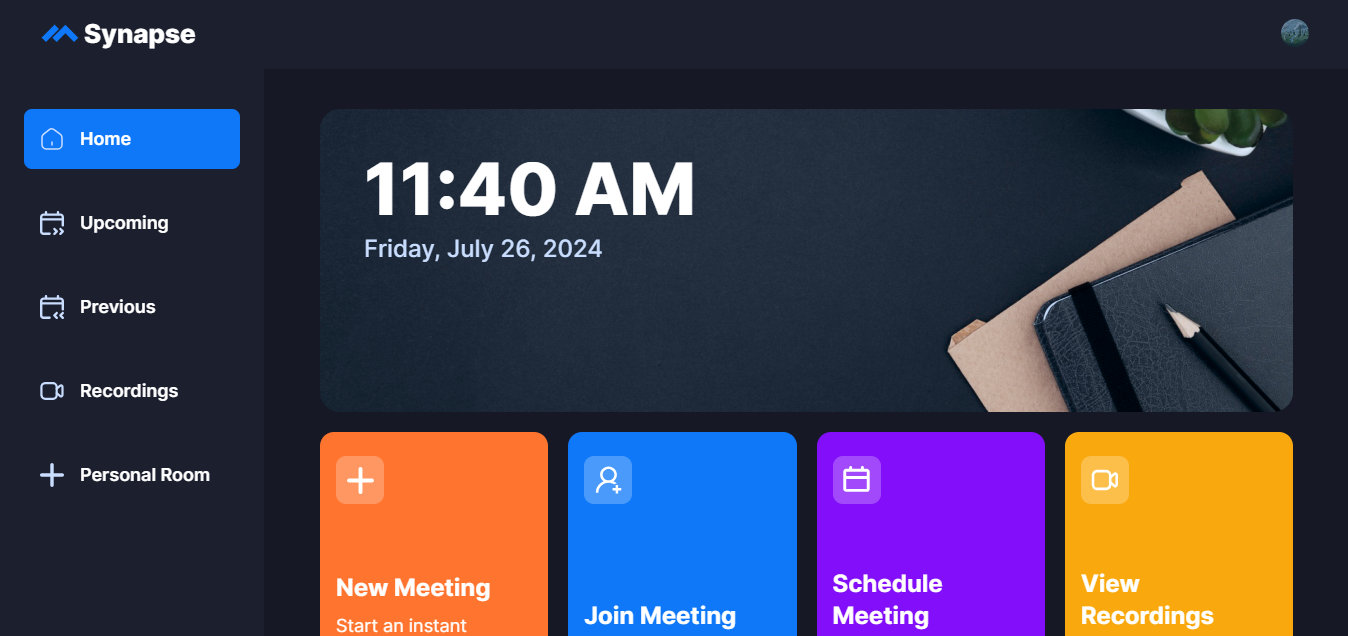 Synapse
Home
Upcoming
Previous
Recordings
Personal Room
11:40 AM
Friday, July 26, 2024
New Meeting
Start an instant
Join Meeting
Schedule
Meeting
View
Recordings